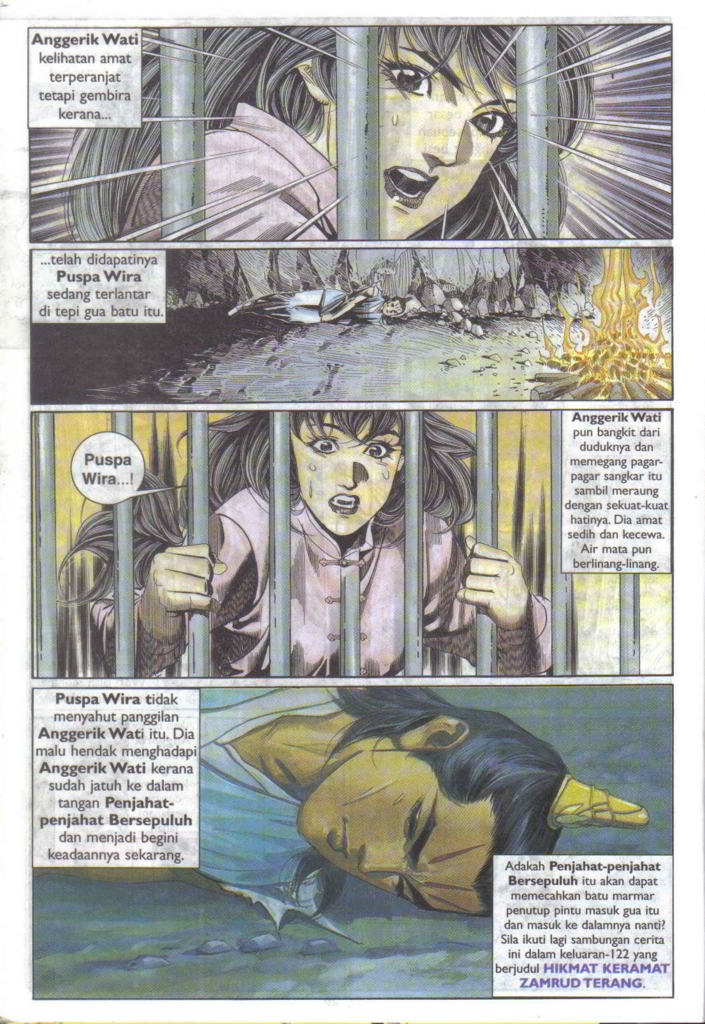 Anggerik Wati
kelihatan amat
terperanjat
tetapi gembira
kerana...
...telah didapatinya
Puspa Wira
sedang terlantar
di tepi gua batu itu.
Puspa
Wira...!
Anggerik Wati
pun bangkit dari
duduknya dan
memegang pagar-
pagar sangkar itu
sambil meraung
dengan sekuat-kuat
hatinya. Dia amat
sedih dan kecewa.
Air mata pun
berlinang-linang.
Puspa Wira tidak
menyahut panggilan
Anggerik Wati itu. Dia
malu hendak menghadapi
Anggerik Wati kerana
sudah jatuh ke dalam
tangan Penjahat-
penjahat Bersepuluh
dan menjadi begini
keadaannya sekarang.
Adakah Penjahat-penjahat
Bersepuluh itu akan dapat
memecahkan batu marmar
penutup pintu masuk gua itu
dan masuk ke dalamnya nanti?
Sila ikuti lagi sambungan cerita
ini dalam keluaran-122 yang
berjudul HIKMAT KERAMAT
ZAMRUD TERANG.